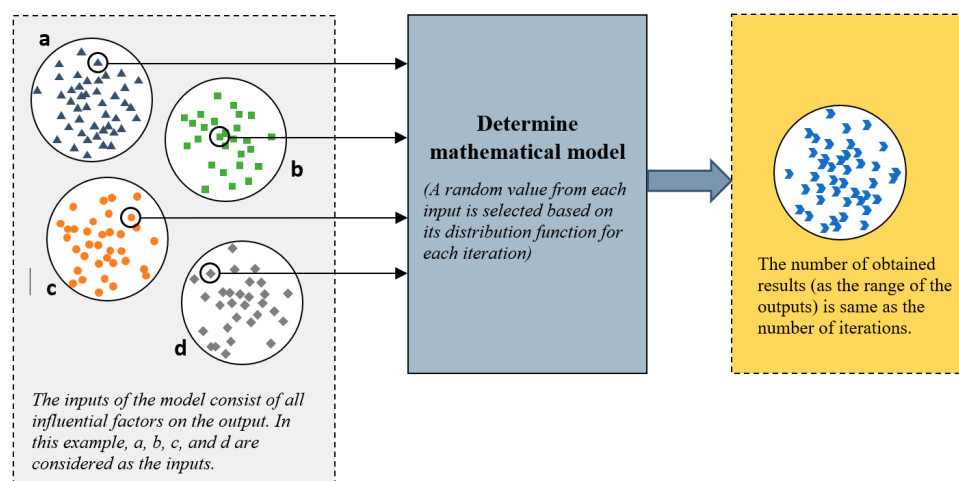 a
b
c
d
The inputs of the model consist of all
influential factors on the output. In
this example, a, b, c, and d are
considered as the inputs.
Determine
mathematical model
(A random value from each
input is selected based on
its distribution function for
each iteration)
The number of obtained
results (as the range of the
outputs) is same as the
number of iterations.